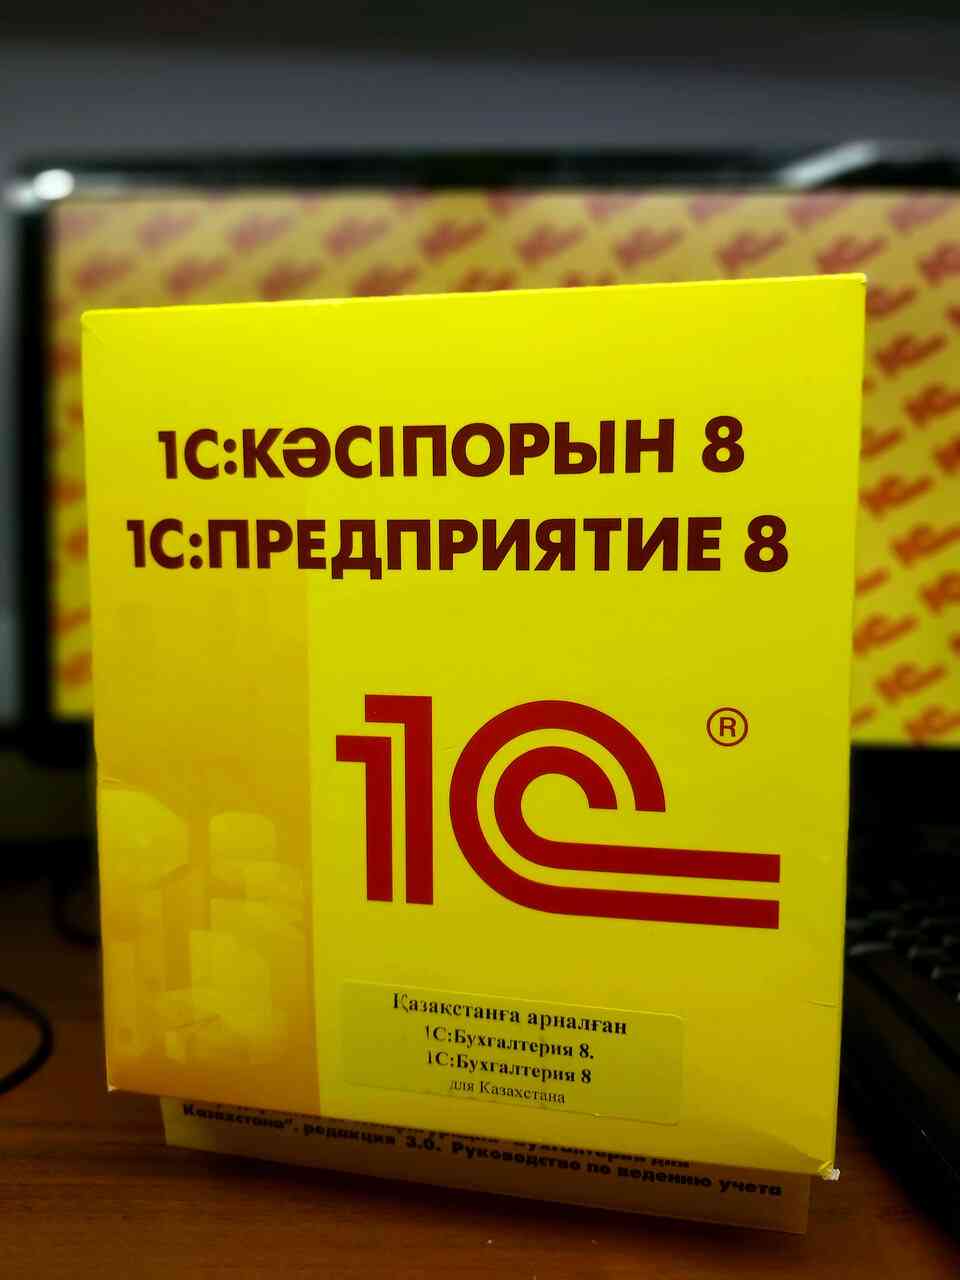 1С:КӘСІПОРЫН 8
1С:ПРЕДПРИЯТИЕ 8
1С
®
Қазақстанға арналған
1С:Бухгалтерия 8.
1С:Бухгалтерия 8
для Казахстана
Казахстана", редакция 3.0. Руководство по ведению учета